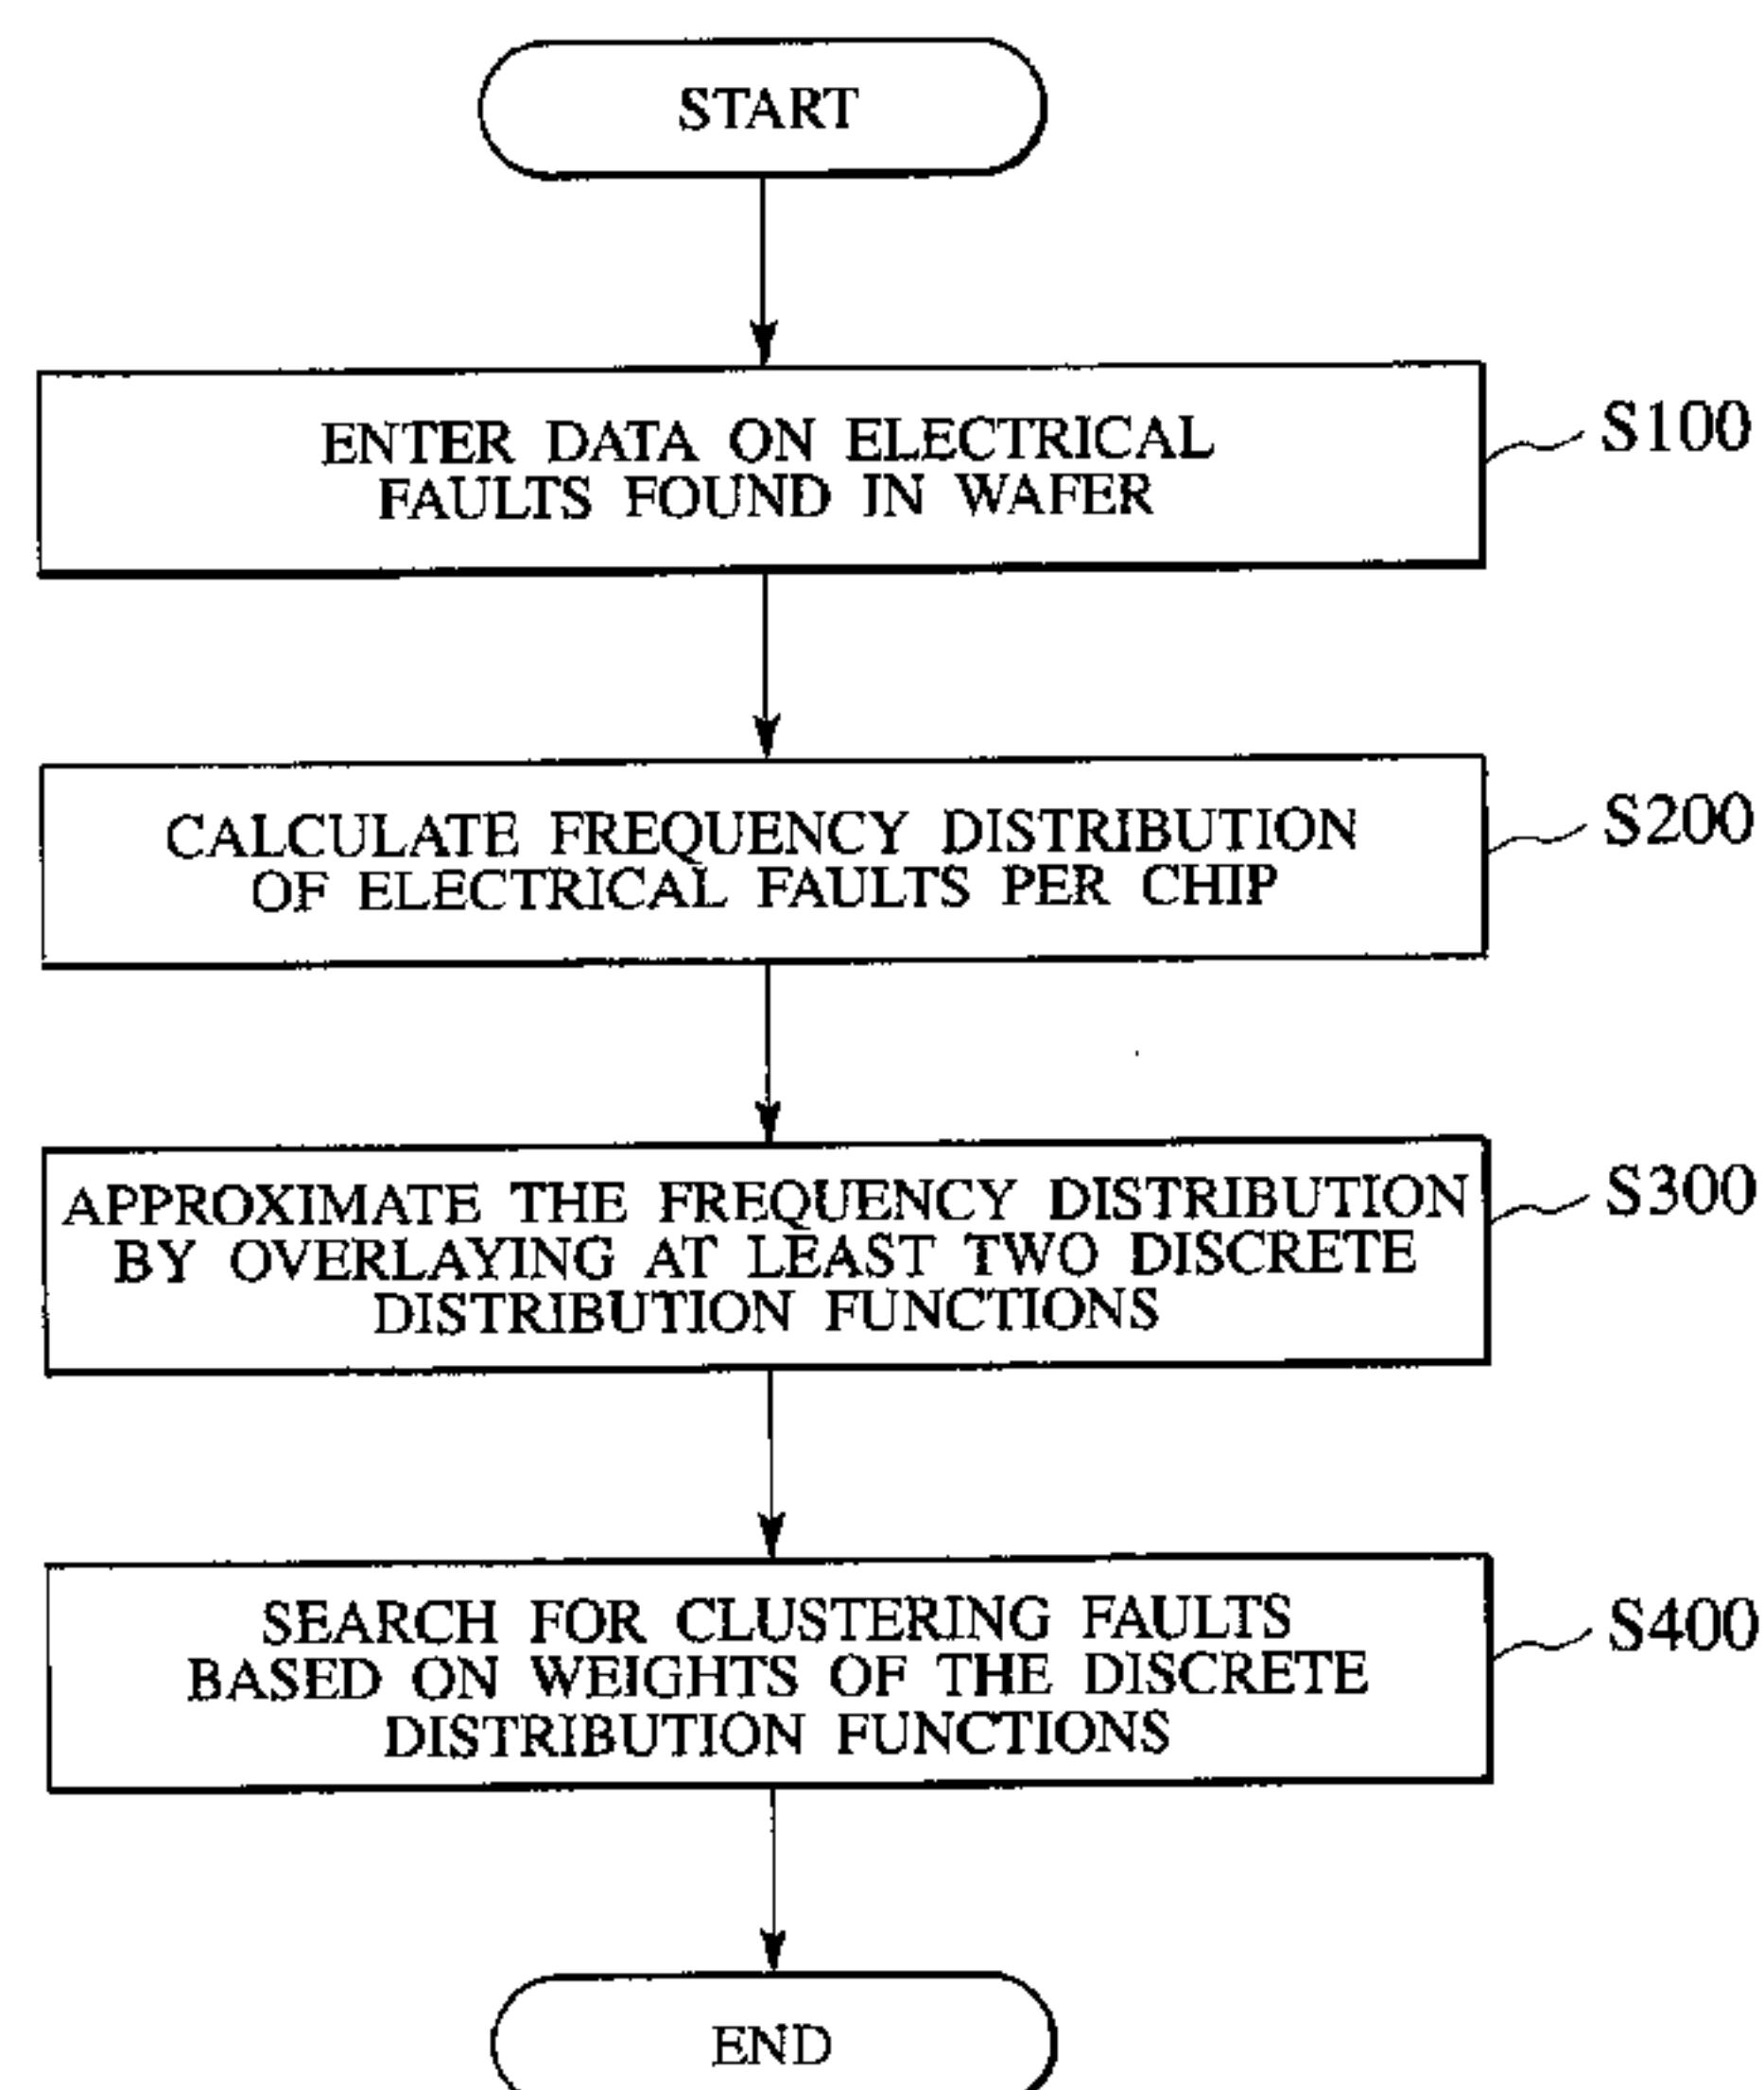 START
ENTER DATA ON ELECTRICAL
FAULTS FOUND IN WAFER
S100
CALCULATE FREQUENCY DISTRIBUTION
OF ELECTRICAL FAULTS PER CHIP
S200
APPROXIMATE THE FREQUENCY DISTRIBUTION
BY OVERLAYING AT LEAST TWO DISCRETE
DISTRIBUTION FUNCTIONS
S300
SEARCH FOR CLUSTERING FAULTS
BASED ON WEIGHTS OF THE DISCRETE
DISTRIBUTION FUNCTIONS
S400
END